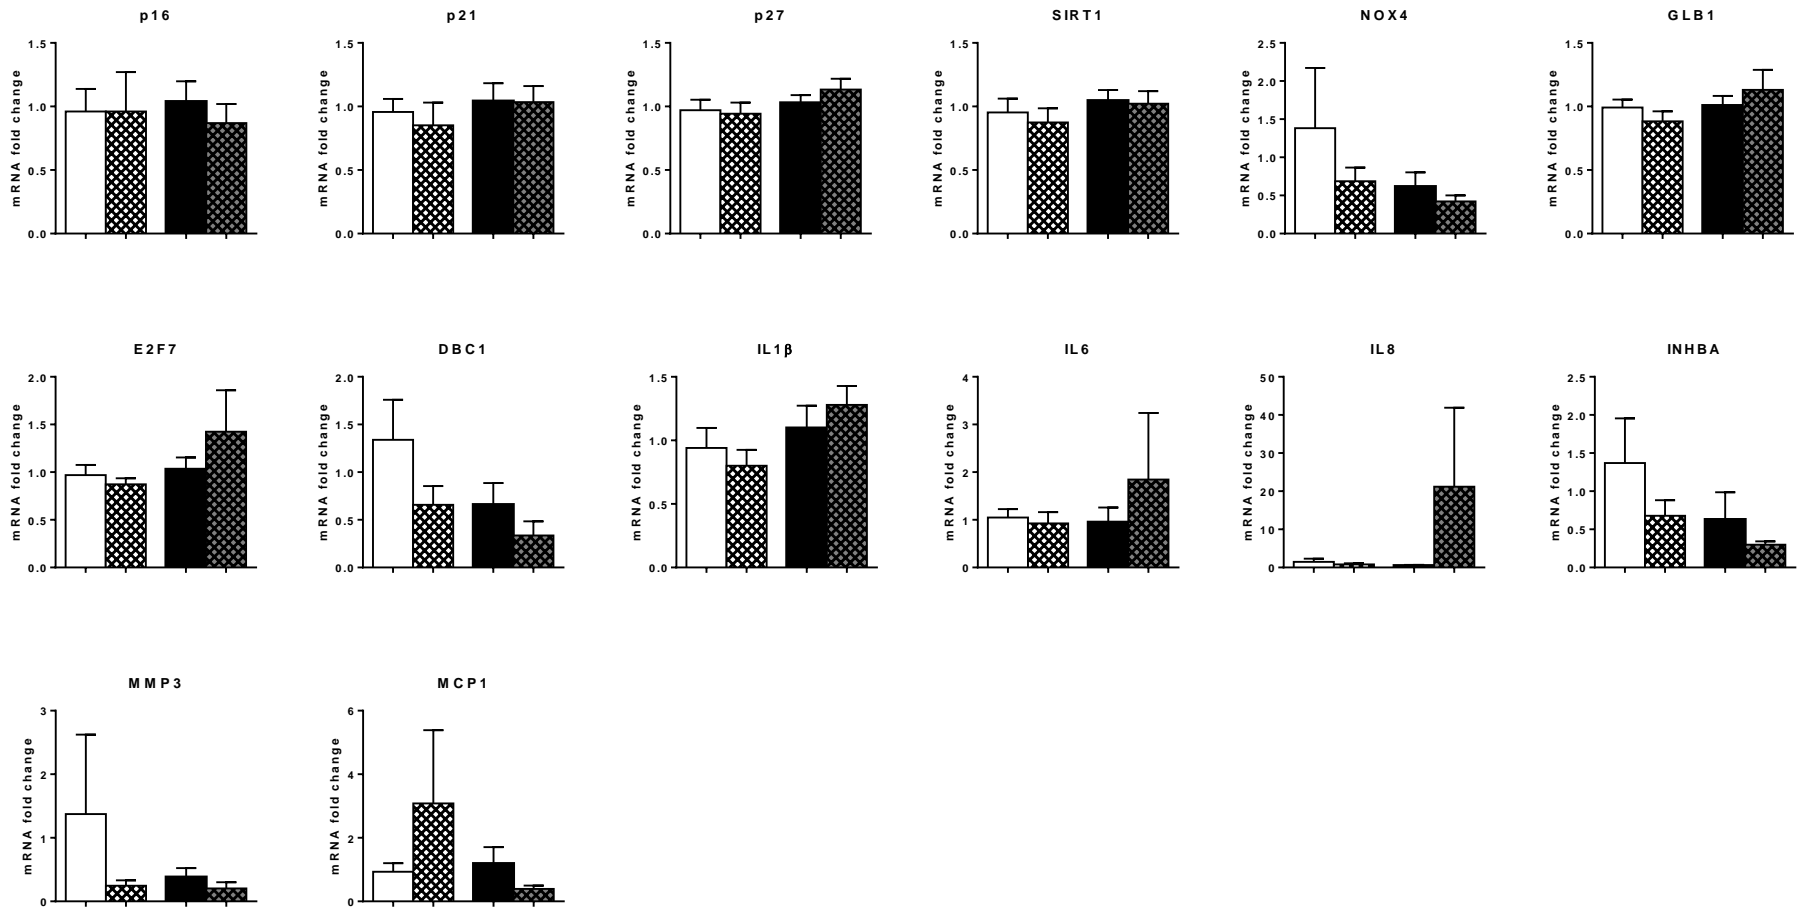 p16
p21
p27
SIRT1
NOX4
GLB1
mRNA fold change
1.5
1.0
0.5
0.0
mRNA fold change
1.5
1.0
0.5
0.0
mRNA fold change
1.5
1.0
0.5
0.0
mRNA fold change
1.5
1.0
0.5
0.0
mRNA fold change
2.5
2.0
1.5
1.0
0.5
0.0
mRNA fold change
1.5
1.0
0.5
0.0
E2F7
DBC1
IL1β
IL6
IL8
INHBA
mRNA fold change
2.0
1.5
1.0
0.5
0.0
mRNA fold change
2.0
1.5
1.0
0.5
0.0
mRNA fold change
1.5
1.0
0.5
0.0
mRNA fold change
4
3
2
1
0
mRNA fold change
50
40
30
20
10
0
mRNA fold change
2.5
2.0
1.5
1.0
0.5
0.0
MMP3
MCP1
mRNA fold change
3
2
1
0
mRNA fold change
6
4
2
0